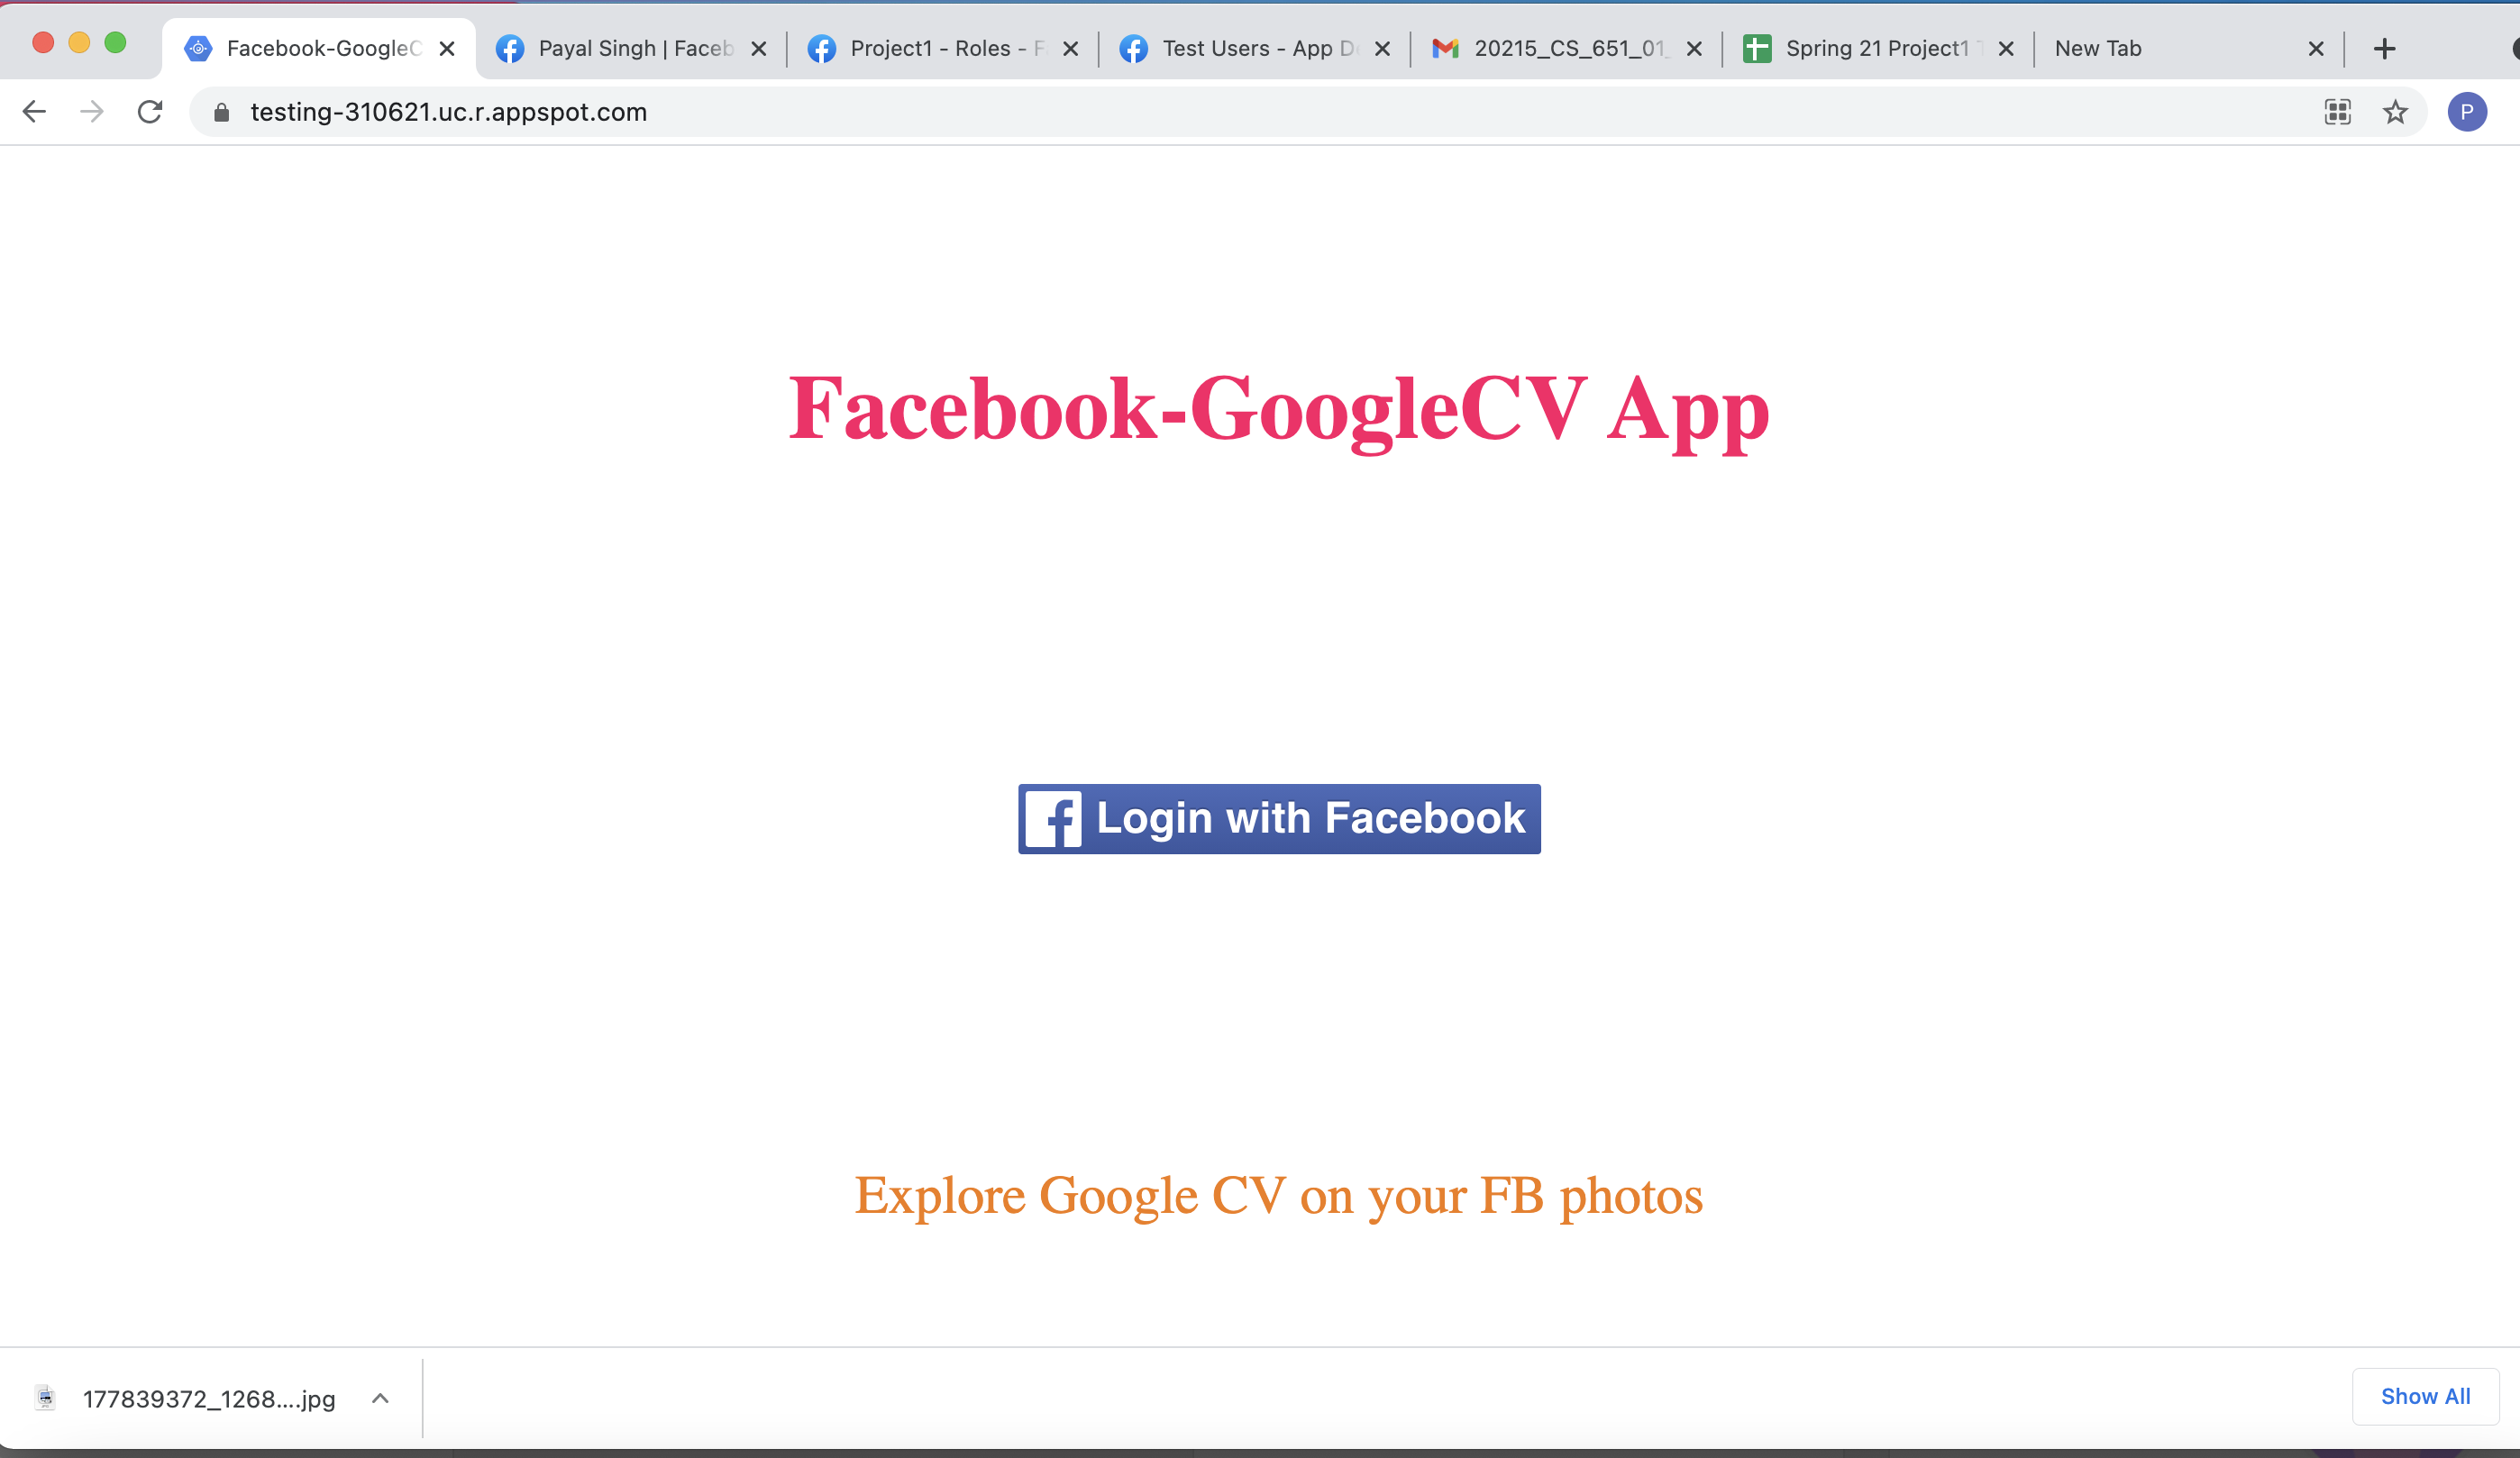 Facebook-GoogleC
Payal Singh | Faceb
Project1 - Roles - F
Test Users - App D
20215_CS_651_01_
Spring 21 Project1
New Tab
testing-310621.uc.r.appspot.com
P
Facebook-GoogleCV App
Login with Facebook
Explore Google CV on your FB photos
177839372_1268....jpg
Show All